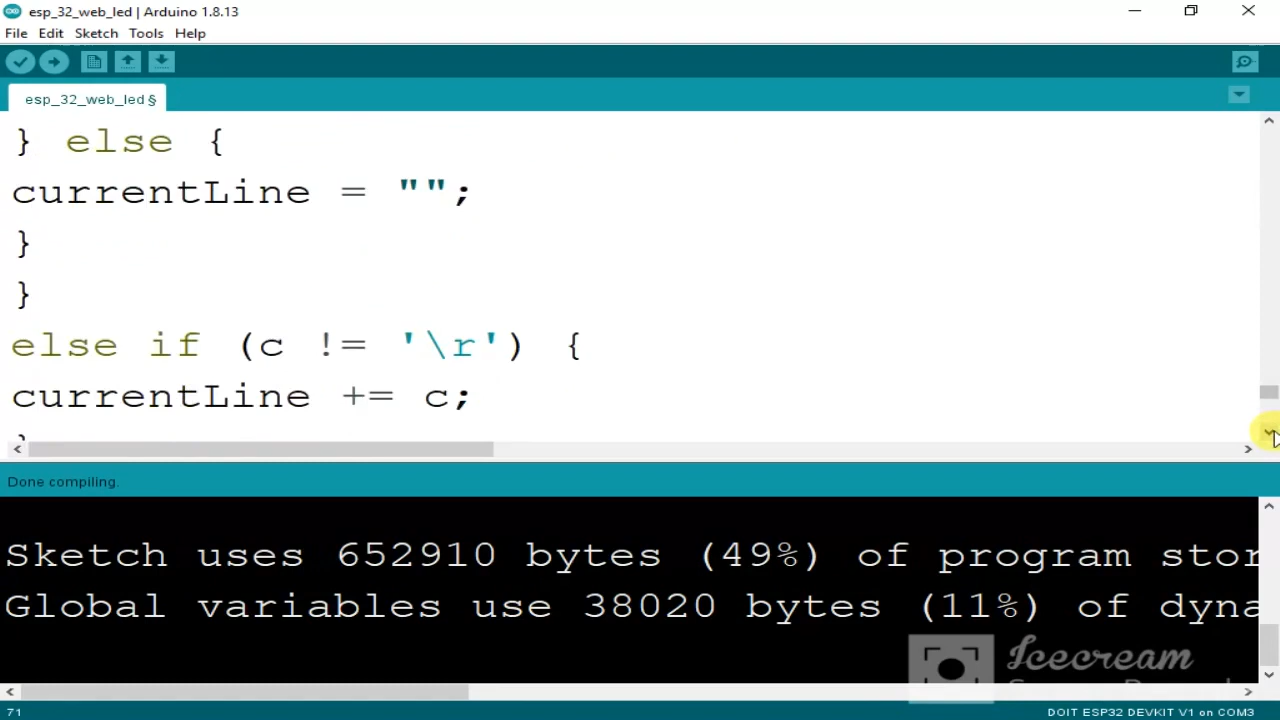 esp_32_web_led | Arduino 1.8.13
File Edit Sketch Tools Help
esp_32_web_led §
} else {
currentLine = "";
}
}
else if (c != '\r') {
currentLine += c;
}
Done compiling.
Sketch uses 652910 bytes (49%) of program stor
Global variables use 38020 bytes (11%) of dyna
Icecream
71
DOIT ESP32 DEVKIT V1 on COM3